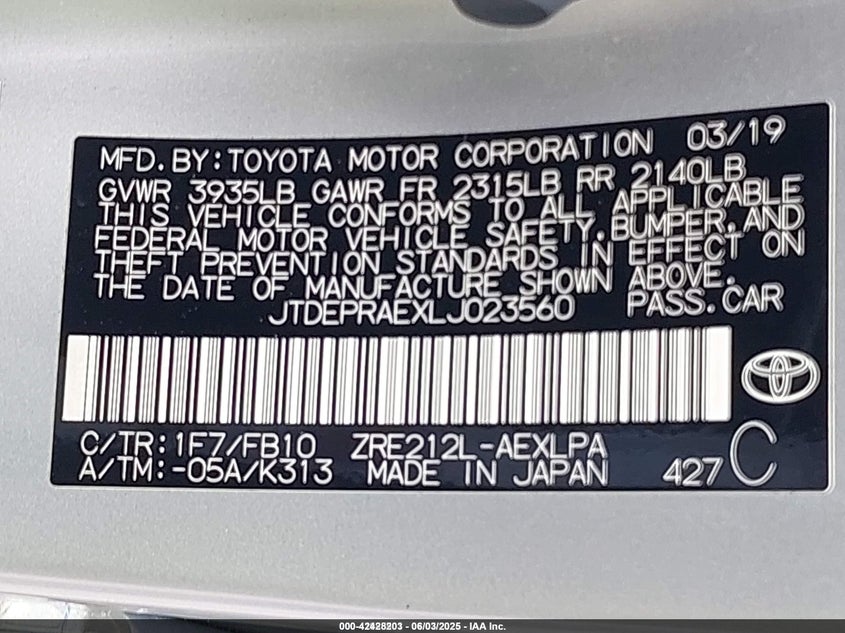 MFD.BY:TOYOTA MOTOR CORPORATION 03/19
GVWR 3935LB GAWR FR 2315LB RR 2140LB
THIS VEHICLE CONFORMS TO ALL APPLICABLE
FEDERAL MOTOR VEHICLE SAFETY,BUMPER,AND
THEFT PREVENTION STANDARDS IN EFFECT ON
THE DATE OF MANUFACTURE SHOWN ABOVE.
JTDEPRAEXLJ023560 PASS.CAR
C/TR:1F7/FB10 ZRE212L-AEXLPA
A/TM:-05A/K313 MADE IN JAPAN 427 C
000-42428203 - 06/03/2025 - IAA Inc.